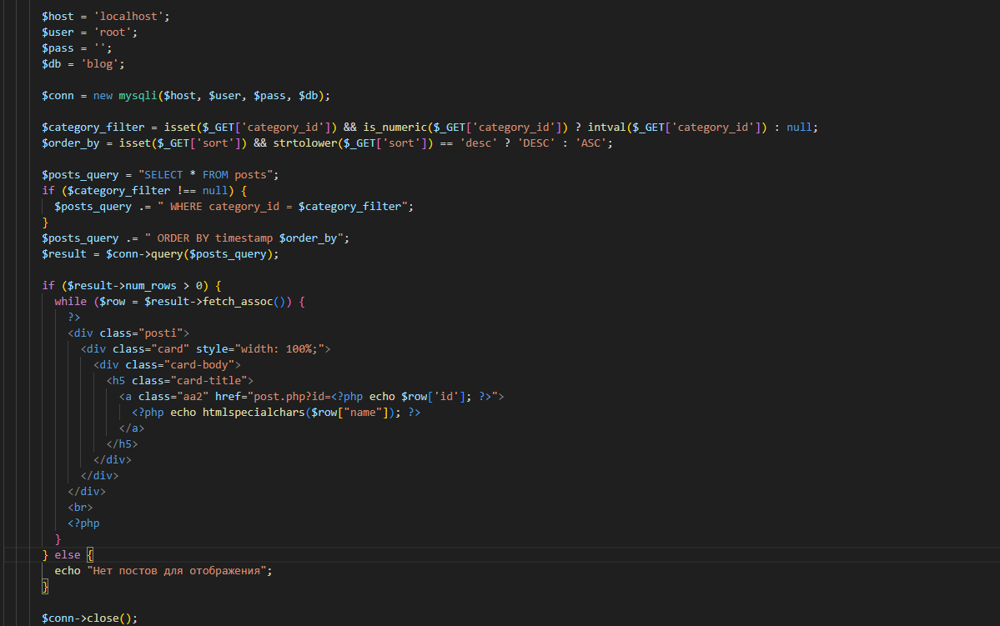 $host = 'localhost';
$user = 'root';
$pass = '';
$db = 'blog';
$conn = new mysqli($host, $user, $pass, $db);
$category_filter = isset($_GET['category_id']) && is_numeric($_GET['category_id']) ? intval($_GET['category_id']) : null;
$order_by = isset($_GET['sort']) && strtolower($_GET['sort']) == 'desc' ? 'DESC' : 'ASC';
$posts_query = "SELECT * FROM posts";
if ($category_filter !== null) {
$posts_query .= " WHERE category_id = $category_filter";
}
$posts_query .= " ORDER BY timestamp $order_by";
$result = $conn->query($posts_query);
if ($result->num_rows > 0) {
while ($row = $result->fetch_assoc()) {
?>
<div class="posti">
<div class="card" style="width: 100%;">
<div class="card-body">
<h5 class="card-title">
<a class="aa2" href="post.php?id=<?php echo $row['id']; ?>">
<?php echo htmlspecialchars($row["name"]); ?>
</a>
</h5>
</div>
</div>
</div>
<br>
<?php
}
} else {
echo "Нет постов для отображения";
}
$conn->close();